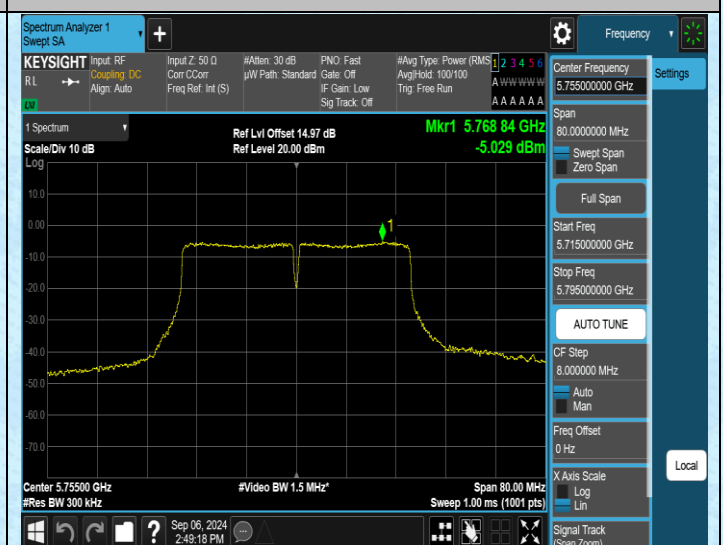 Spectrum Analyzer 1
Swept SA
Frequency
KEYSIGHT
RL
Input: RF
Coupling: DC
Align: Auto
Input Z: 50 Ω
Corr CCorr
Freq Ref: Int (S)
#Atten: 30 dB
µW Path: Standard
PNO: Fast
Gate: Off
IF Gain: Low
Sig Track: Off
#Avg Type: Power (RMS
Avg|Hold: 100/100
Trig: Free Run
1 2 3 4 5 6
A W W W W W
A A A A A A
LXI
1 Spectrum
Scale/Div 10 dB
Ref Lvl Offset 14.97 dB
Ref Level 20.00 dBm
Mkr1 5.768 84 GHz
-5.029 dBm
Log
10.0
0.00
-10.0
-20.0
-30.0
-40.0
-50.0
-60.0
-70.0
1
Center 5.75500 GHz
#Res BW 300 kHz
#Video BW 1.5 MHz*
Span 80.00 MHz
Sweep 1.00 ms (1001 pts)
Center Frequency
5.755000000 GHz
Settings
Span
80.0000000 MHz
Swept Span
Zero Span
Full Span
Start Freq
5.715000000 GHz
Stop Freq
5.795000000 GHz
AUTO TUNE
CF Step
8.000000 MHz
Auto
Man
Freq Offset
0 Hz
X Axis Scale
Log
Lin
Local
Signal Track
(Span Zoom)
?
Sep 06, 2024
2:49:18 PM